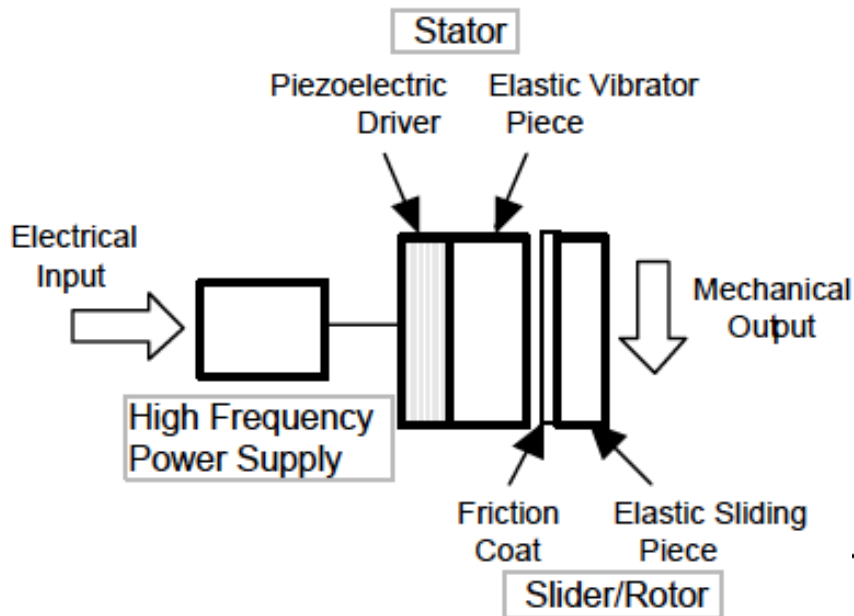 Stator
Piezoelectric
Driver
Elastic Vibrator
Piece
Electrical
Input
Mechanical
Output
High Frequency
Power Supply
Friction
Coat
Elastic Sliding
Piece
Slider/Rotor